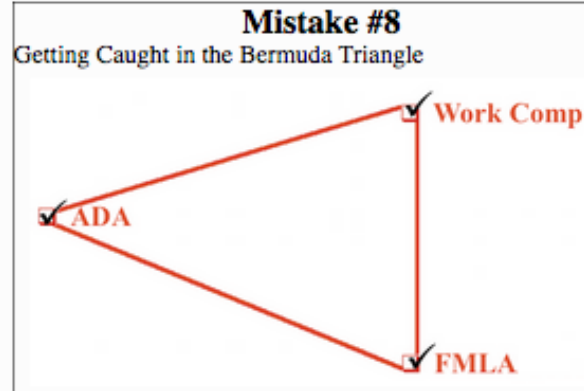 Mistake #8
Getting Caught in the Bermuda Triangle
Work Comp
ADA
FMLA